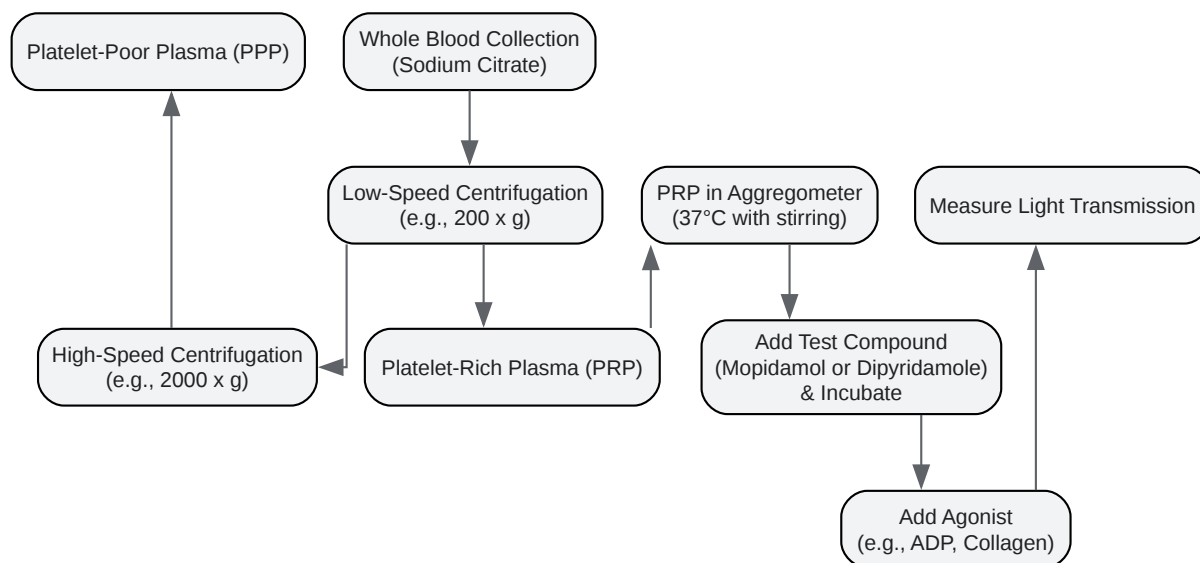 Platelet-Poor Plasma (PPP)
Whole Blood Collection
(Sodium Citrate)
Low-Speed Centrifugation
(e.g., 200 x g)
PRP in Aggregometer
(37°C with stirring)
Measure Light Transmission
High-Speed Centrifugation
(e.g., 2000 x g)
Platelet-Rich Plasma (PRP)
Add Test Compound
(Mopidamol or Dipyridamole)
& Incubate
Add Agonist
(e.g., ADP, Collagen)